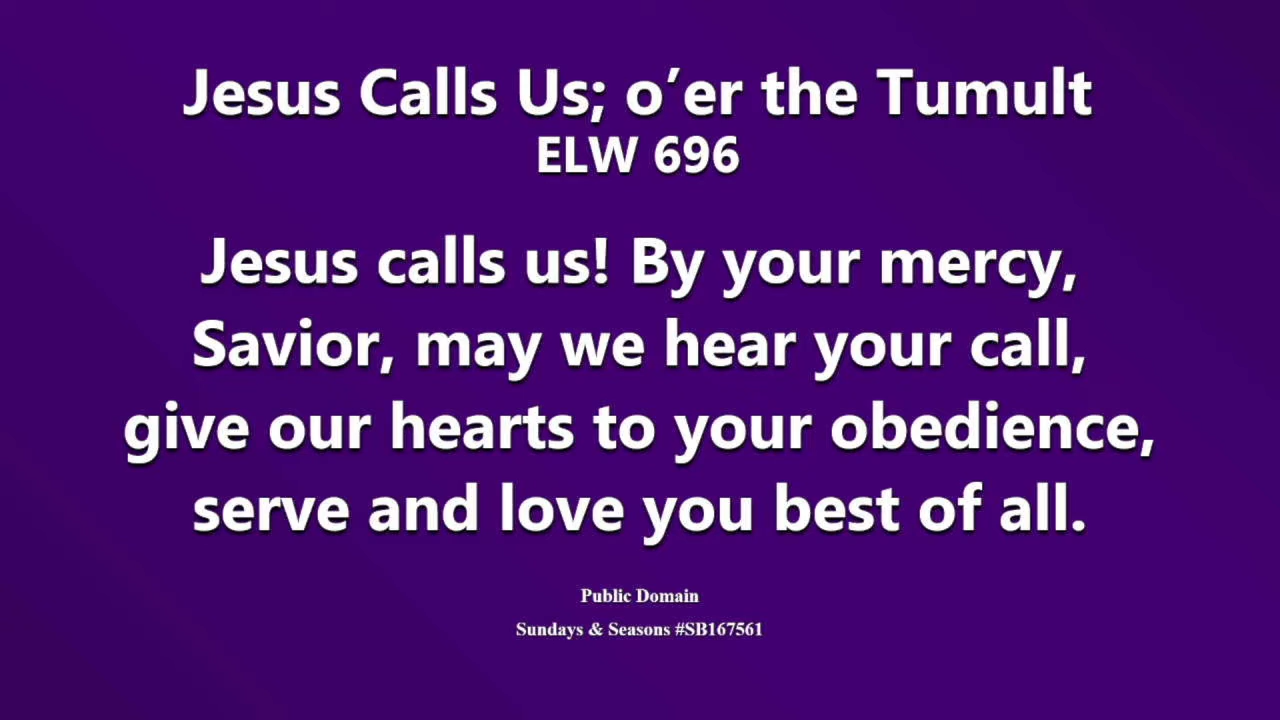 Jesus Calls Us; o’er the Tumult
ELW 696
Jesus calls us! By your mercy,
Savior, may we hear your call,
give our hearts to your obedience,
serve and love you best of all.
Public Domain
Sundays & Seasons #SB167561